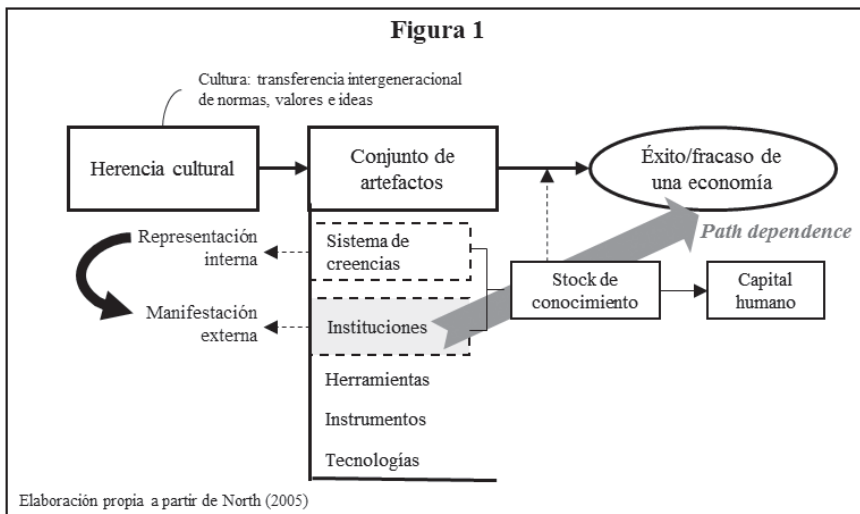 Figura 1
Cultura: transferencia intergeneracional
de normas, valores e ideas
Herencia cultural
Conjunto de
artefactos
Éxito/fracaso de
una economía
Representación
interna
Sistema de
creencias
Path dependence
Stock de
conocimiento
Capital
humano
Manifestación
externa
Instituciones
Herramientas
Instrumentos
Tecnologías
Elaboración propia a partir de North (2005)